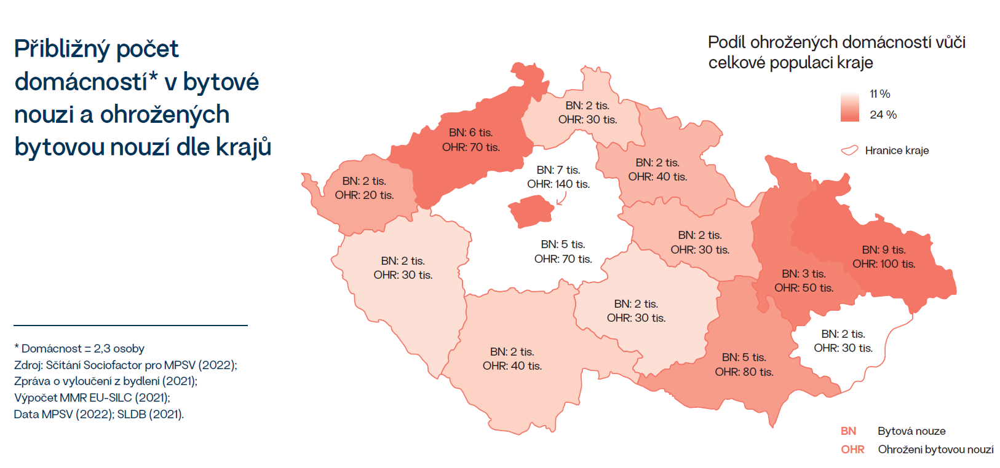 Přibližný počet
domácností* v bytové
nouzi a ohrožených
bytovou nouzí dle krajů
* Domácnost = 2,3 osoby
Zdroj: Sčítání Sociofactor pro MPSV (2022);
Zpráva o vyloučení z bydlení (2021);
Výpočet MMR EU-SILC (2021);
Data MPSV (2022); SLDB (2021).
Podíl ohrožených domácností vůči
celkové populaci kraje
11 %
24 %
Hranice kraje
BN: 2 tis.
OHR: 30 tis.
BN: 6 tis.
OHR: 70 tis.
BN: 2 tis.
OHR: 40 tis.
BN: 7 tis.
OHR: 140 tis.
BN: 2 tis.
OHR: 20 tis.
BN: 2 tis.
OHR: 30 tis.
BN: 5 tis.
OHR: 70 tis.
BN: 9 tis.
OHR: 100 tis.
BN: 2 tis.
OHR: 30 tis.
BN: 3 tis.
OHR: 50 tis.
BN: 2 tis.
OHR: 30 tis.
BN: 2 tis.
OHR: 30 tis.
BN: 2 tis.
OHR: 40 tis.
BN: 5 tis.
OHR: 80 tis.
BN Bytová nouze
OHR Ohroženi bytovou nouzí